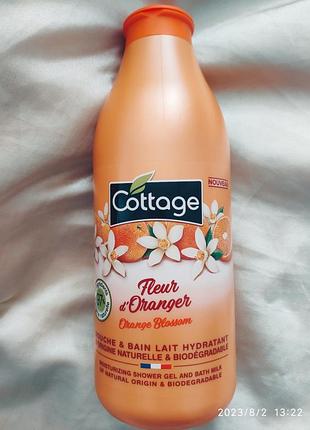 NOUVEAU
Cottage
Fleur
d'Oranger
Orange Blossom
DOUCHE & BAIN LAIT HYDRATANT
D'ORIGINE NATURELLE & BIODÉGRADABLE
MOISTURIZING SHOWER GEL AND BATH MILK
OF NATURAL ORIGIN & BIODEGRADABLE
2023/8/2 13:22